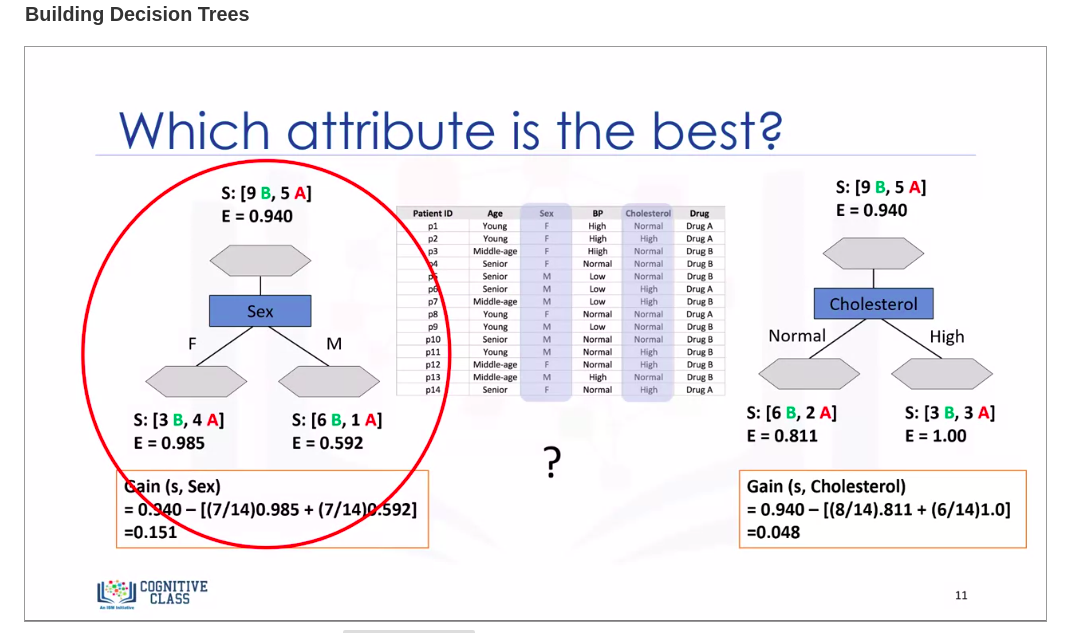 Building Decision Trees
Which attribute is the best?
S: [9 B, 5 A]
E = 0.940
Sex
F
M
S: [3 B, 4 A]
E = 0.985
S: [6 B, 1 A]
E = 0.592
Gain (s, Sex)
= 0.940 – [(7/14)0.985 + (7/14)0.592]
=0.151
Patient ID Age Sex BP Cholesterol Drug
p1 Young F High Normal Drug A
p2 Young F High High Drug A
p3 Middle-age F Hiigh Normal Drug B
p4 Senior F Normal Normal Drug B
p5 Senior M Low Normal Drug B
p6 Senior M Low High Drug A
p7 Middle-age M Low High Drug B
p8 Young F Normal Normal Drug A
p9 Young M Low Normal Drug B
p10 Senior M Normal Normal Drug B
p11 Young M Normal High Drug B
p12 Middle-age F Normal High Drug B
p13 Middle-age M High Normal Drug B
p14 Senior F Normal High Drug A
?
S: [9 B, 5 A]
E = 0.940
Cholesterol
Normal
High
S: [6 B, 2 A]
E = 0.811
S: [3 B, 3 A]
E = 1.00
Gain (s, Cholesterol)
= 0.940 – [(8/14).811 + (6/14)1.0]
=0.048
COGNITIVE
CLASS
An IBM Initiative
11